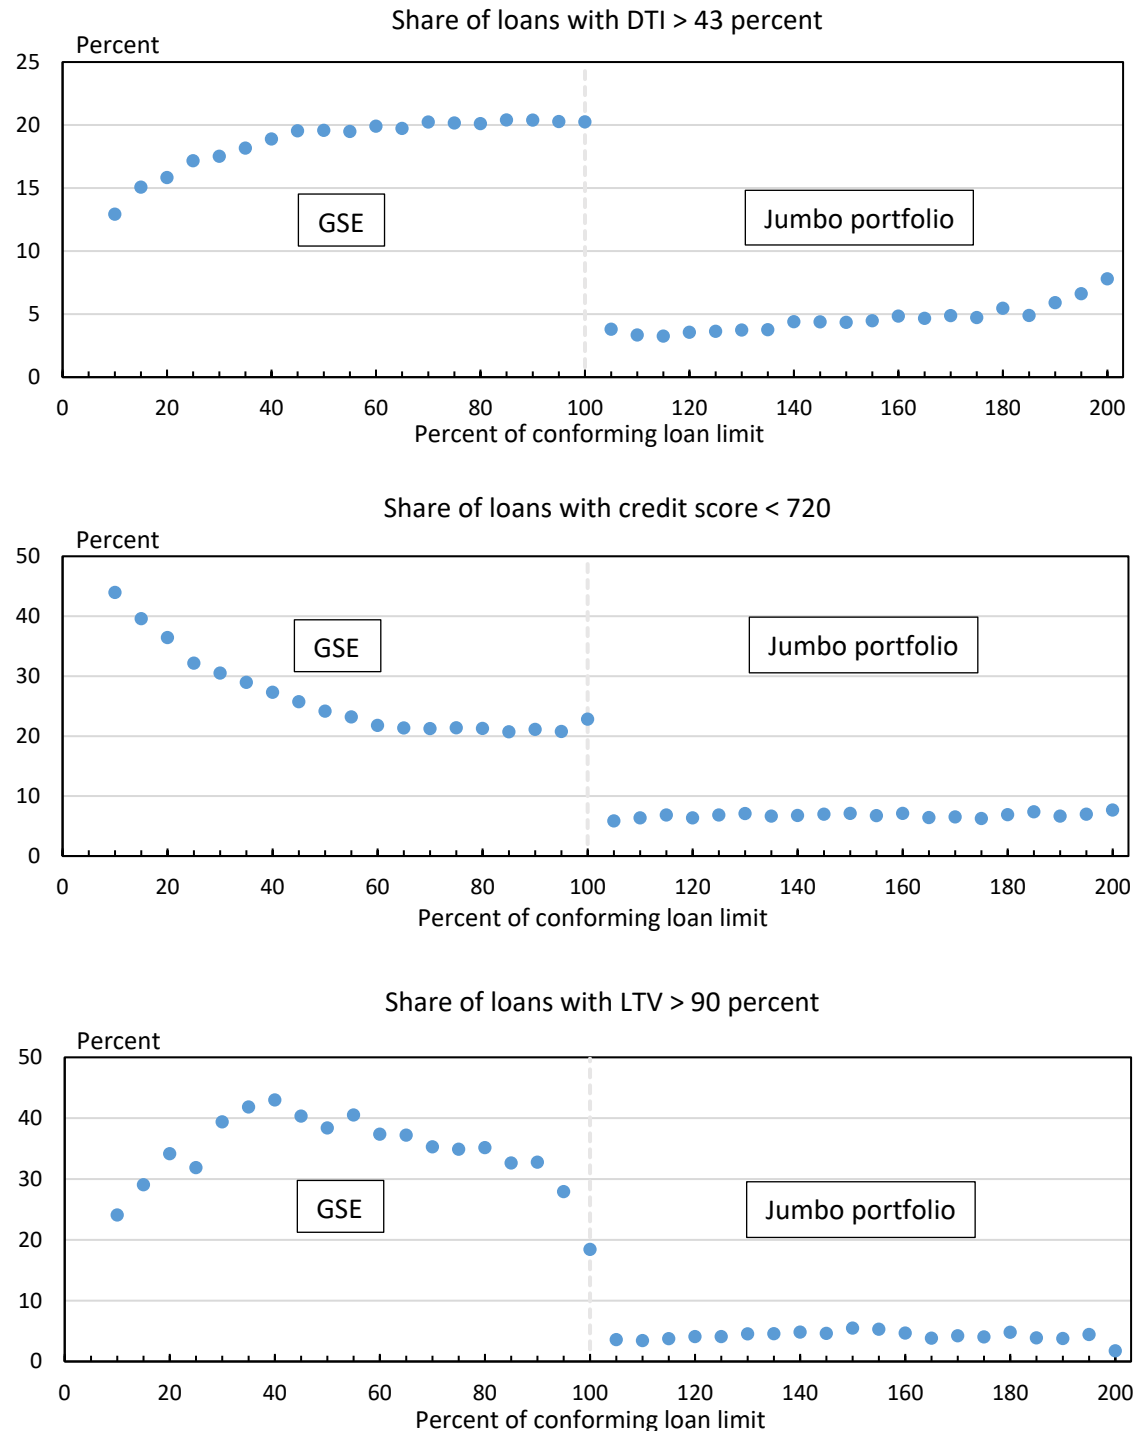 Share of loans with DTI > 43 percent
Percent
25
20
15
10
5
0
GSE
Jumbo portfolio
0 20 40 60 80 100 120 140 160 180 200
Percent of conforming loan limit
Share of loans with credit score < 720
Percent
50
40
30
20
10
0
GSE
Jumbo portfolio
0 20 40 60 80 100 120 140 160 180 200
Percent of conforming loan limit
Share of loans with LTV > 90 percent
Percent
50
40
30
20
10
0
GSE
Jumbo portfolio
0 20 40 60 80 100 120 140 160 180 200
Percent of conforming loan limit